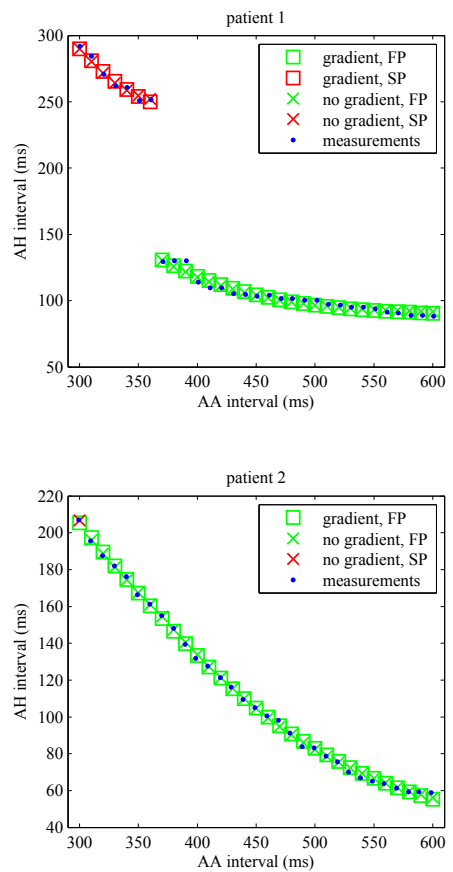 patient 1
300
250
200
150
100
50
AH interval (ms)
gradient, FP
gradient, SP
no gradient, FP
no gradient, SP
measurements
300 350 400 450 500 550 600
AA interval (ms)
patient 2
220
200
180
160
140
120
100
80
60
40
AH interval (ms)
gradient, FP
no gradient, FP
no gradient, SP
measurements
300 350 400 450 500 550 600
AA interval (ms)